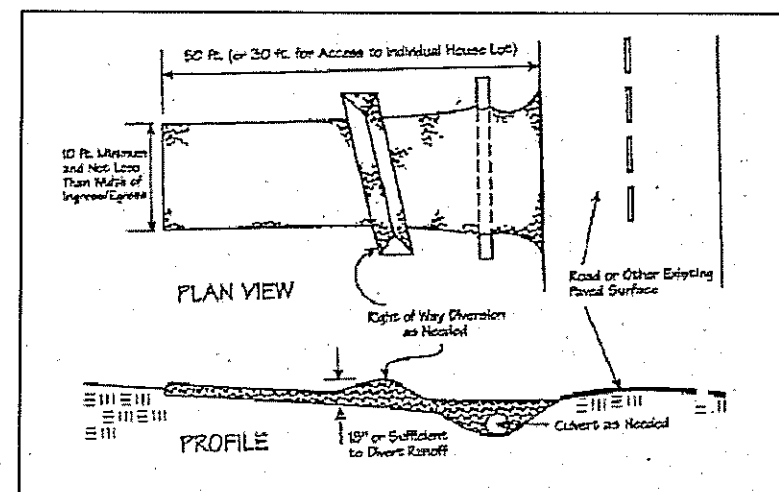 50 ft. (or 30 ft. for Access to Individual House Lot)
10 Ft. Minimum
and Not Less
Than Width of
Ingress/Egress
PLAN VIEW
Right of Way Diversion
as Needed
Road or Other Existing
Paved Surface
18" or Sufficient
to Divert Runoff
Culvert as Needed
PROFILE